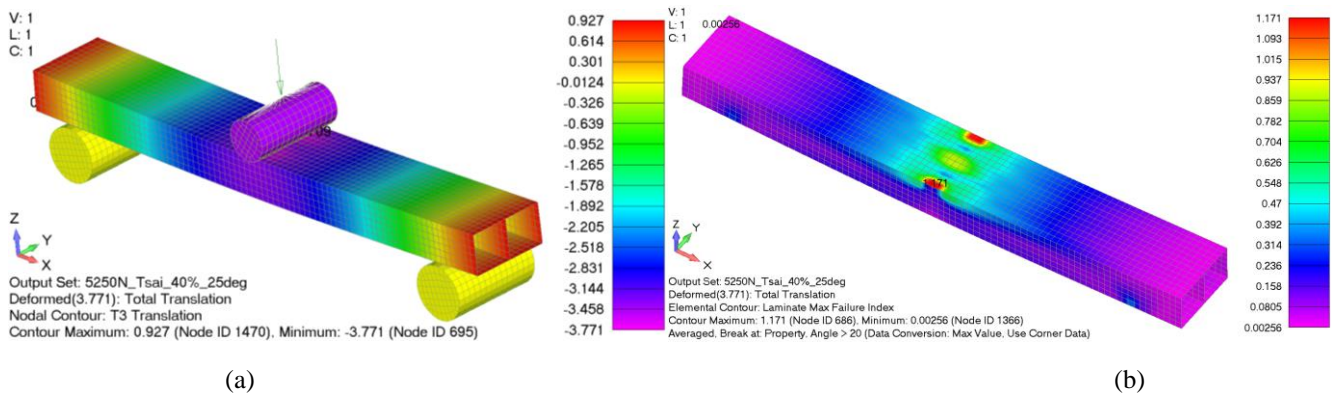 V: 1
L: 1
C: 1
0.927
0.614
0.301
-0.0124
-0.326
-0.639
-0.952
-1.265
-1.578
-1.892
-2.205
-2.518
-2.831
-3.144
-3.458
-3.771
Z
Y
X
Output Set: 5250N_Tsai_40%_25deg
Deformed(3.771): Total Translation
Nodal Contour: T3 Translation
Contour Maximum: 0.927 (Node ID 1470), Minimum: -3.771 (Node ID 695)
(a)
V: 1
L: 1
C: 1
0.00256
1.171
1.171
1.093
1.015
0.937
0.859
0.782
0.704
0.626
0.548
0.47
0.392
0.314
0.236
0.158
0.0805
0.00256
Z
Y
X
Output Set: 5250N_Tsai_40%_25deg
Deformed(3.771): Total Translation
Elemental Contour: Laminate Max Failure Index
Contour Maximum: 1.171 (Node ID 686), Minimum: 0.00256 (Node ID 1366)
Averaged, Break at: Property, Angle > 20 (Data Conversion: Max Value, Use Corner Data)
(b)